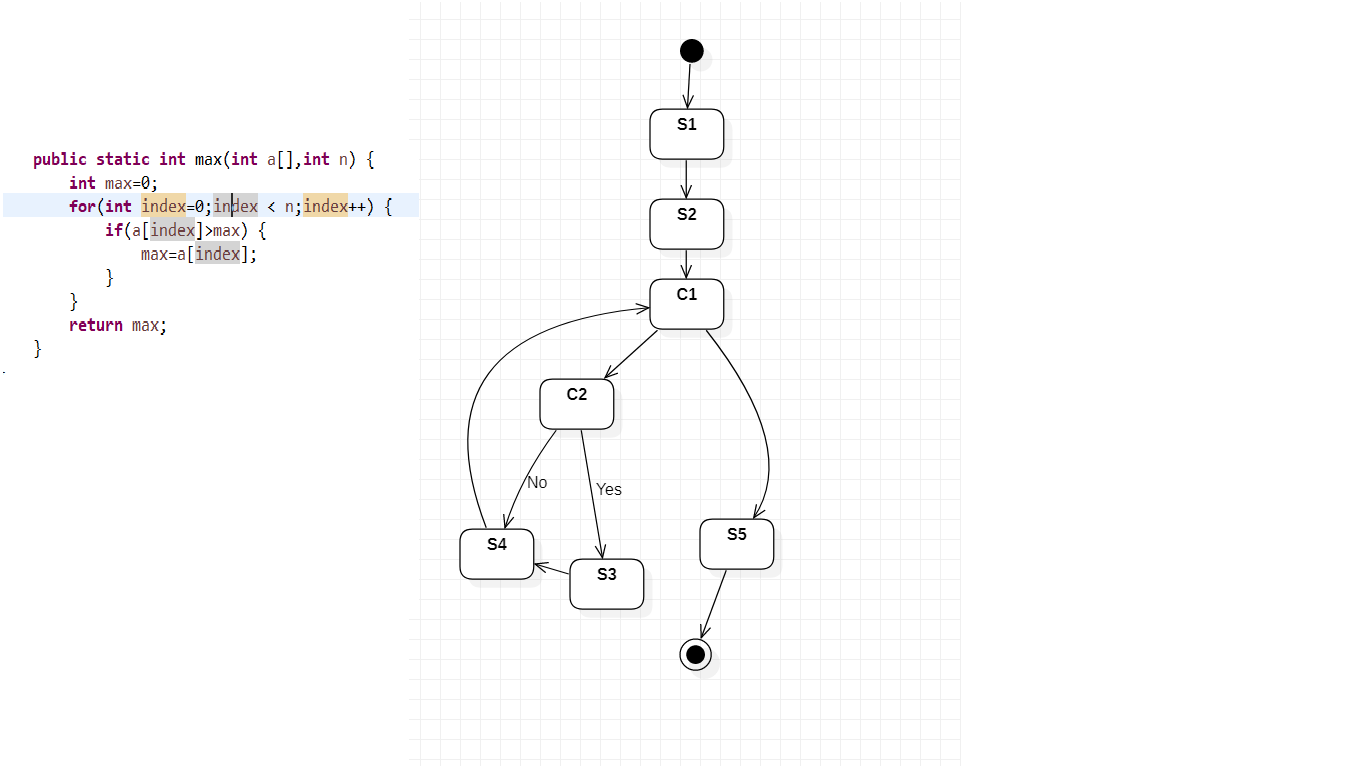 public static int max(int a[],int n) {
int max=0;
for(int index=0;index < n;index++) {
if(a[index]>max) {
max=a[index];
}
}
return max;
}
.
S1
S2
C1
C2
No
Yes
S4
S3
S5